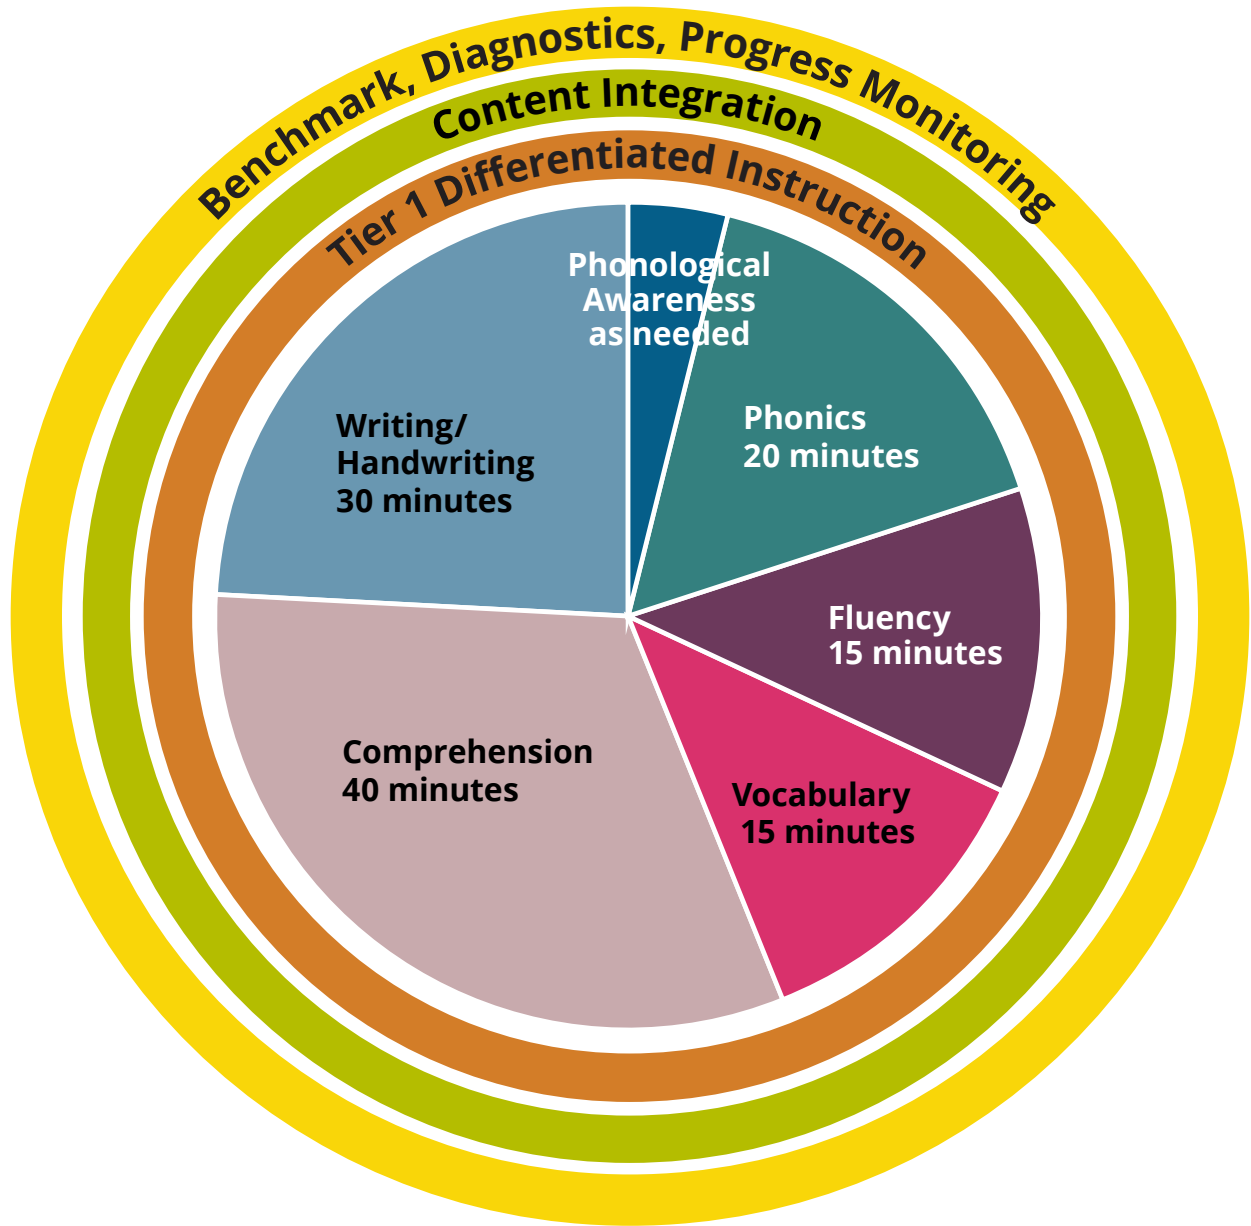 Benchmark, Diagnostics, Progress Monitoring
Content Integration
Tier 1 Differentiated Instruction
Phonological
Awareness
as needed
Phonics
20 minutes
Fluency
15 minutes
Vocabulary
15 minutes
Comprehension
40 minutes
Writing/
Handwriting
30 minutes